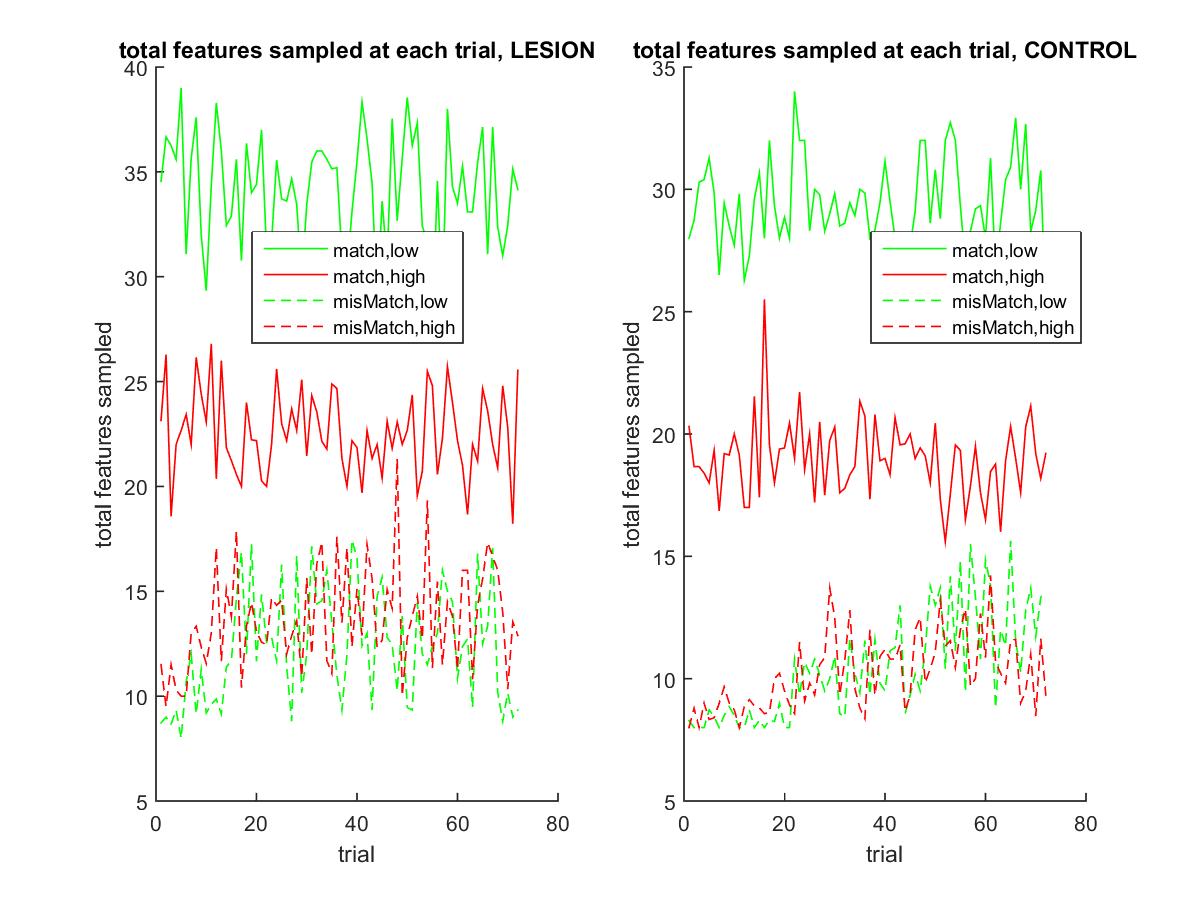 total features sampled at each trial, LESION
total features sampled
40
35
30
25
20
15
10
5
0
20
40
60
80
trial
match,low
match,high
misMatch,low
misMatch,high
total features sampled at each trial, CONTROL
total features sampled
35
30
25
20
15
10
5
0
20
40
60
80
trial
match,low
match,high
misMatch,low
misMatch,high